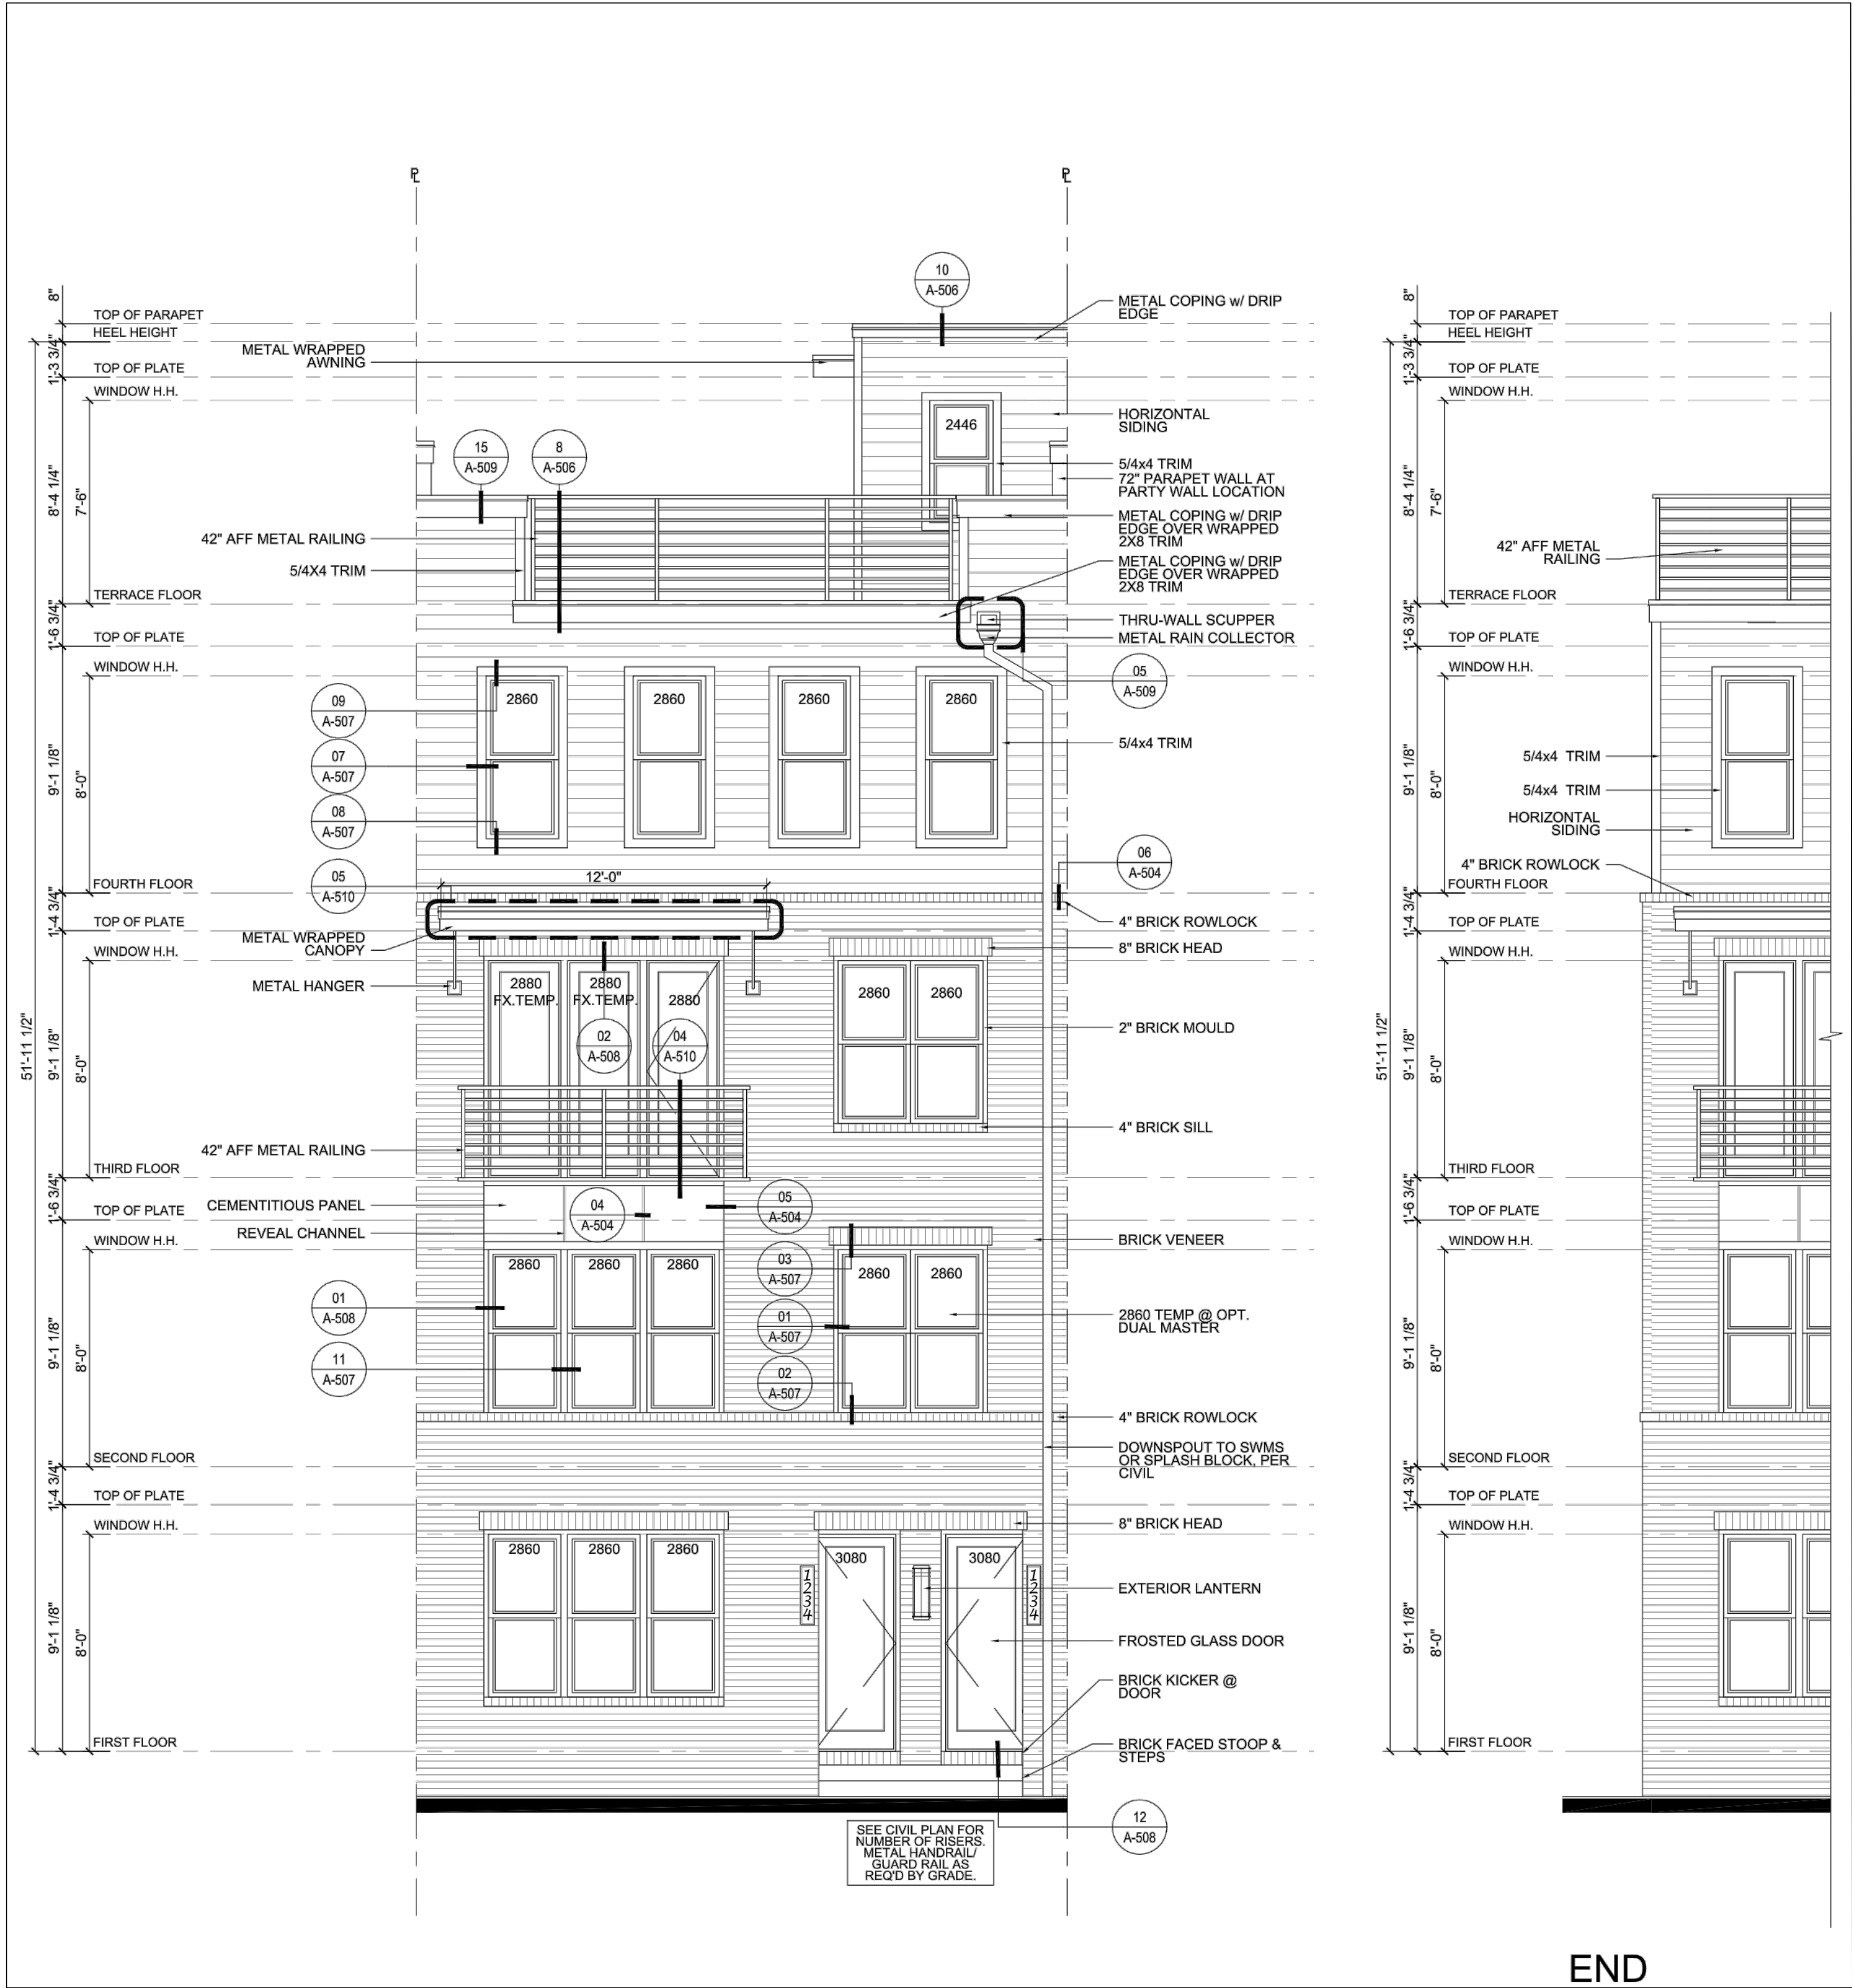 ℄
℄
10
A-506
8"
TOP OF PARAPET
HEEL HEIGHT
1'-3 3/4"
TOP OF PLATE
WINDOW H.H.
METAL WRAPPED
AWNING
METAL COPING w/ DRIP
EDGE
2446
HORIZONTAL
SIDING
15
A-509
8
A-506
5/4x4 TRIM
72" PARAPET WALL AT
PARTY WALL LOCATION
8'-4 1/4"
7'-6"
42" AFF METAL RAILING
5/4X4 TRIM
METAL COPING w/ DRIP
EDGE OVER WRAPPED
2X8 TRIM
METAL COPING w/ DRIP
EDGE OVER WRAPPED
2X8 TRIM
TERRACE FLOOR
1'-6 3/4"
TOP OF PLATE
WINDOW H.H.
THRU-WALL SCUPPER
METAL RAIN COLLECTOR
05
A-509
09
A-507
2860
2860
2860
2860
07
A-507
5/4x4 TRIM
08
A-507
9'-1 1/8"
8'-0"
06
A-504
05
A-510
12'-0"
FOURTH FLOOR
1'-4 3/4"
TOP OF PLATE
WINDOW H.H.
4" BRICK ROWLOCK
METAL WRAPPED
CANOPY
8" BRICK HEAD
METAL HANGER
2880
FX.TEMP.
2880
FX.TEMP.
2880
2860
2860
2" BRICK MOULD
02
A-508
04
A-510
51'-11 1/2"
9'-1 1/8"
8'-0"
4" BRICK SILL
42" AFF METAL RAILING
THIRD FLOOR
1'-6 3/4"
TOP OF PLATE
WINDOW H.H.
CEMENTITIOUS PANEL
04
A-504
05
A-504
REVEAL CHANNEL
BRICK VENEER
2860
2860
2860
03
A-507
2860
2860
01
A-508
01
A-507
2860 TEMP @ OPT.
DUAL MASTER
11
A-507
02
A-507
9'-1 1/8"
8'-0"
4" BRICK ROWLOCK
DOWNSPOUT TO SWMS
OR SPLASH BLOCK, PER
CIVIL
SECOND FLOOR
1'-4 3/4"
TOP OF PLATE
WINDOW H.H.
8" BRICK HEAD
2860
2860
2860
3080
3080
1234
1234
EXTERIOR LANTERN
FROSTED GLASS DOOR
9'-1 1/8"
8'-0"
BRICK KICKER @
DOOR
FIRST FLOOR
BRICK FACED STOOP &
STEPS
12
A-508
SEE CIVIL PLAN FOR
NUMBER OF RISERS.
METAL HANDRAIL/
GUARD RAIL AS
REQ'D BY GRADE.
8"
TOP OF PARAPET
HEEL HEIGHT
1'-3 3/4"
TOP OF PLATE
WINDOW H.H.
8'-4 1/4"
7'-6"
42" AFF METAL
RAILING
TERRACE FLOOR
1'-6 3/4"
TOP OF PLATE
WINDOW H.H.
9'-1 1/8"
8'-0"
5/4x4 TRIM
5/4x4 TRIM
HORIZONTAL
SIDING
4" BRICK ROWLOCK
FOURTH FLOOR
1'-4 3/4"
TOP OF PLATE
WINDOW H.H.
51'-11 1/2"
9'-1 1/8"
8'-0"
THIRD FLOOR
1'-6 3/4"
TOP OF PLATE
WINDOW H.H.
9'-1 1/8"
8'-0"
SECOND FLOOR
1'-4 3/4"
TOP OF PLATE
WINDOW H.H.
9'-1 1/8"
8'-0"
FIRST FLOOR
END